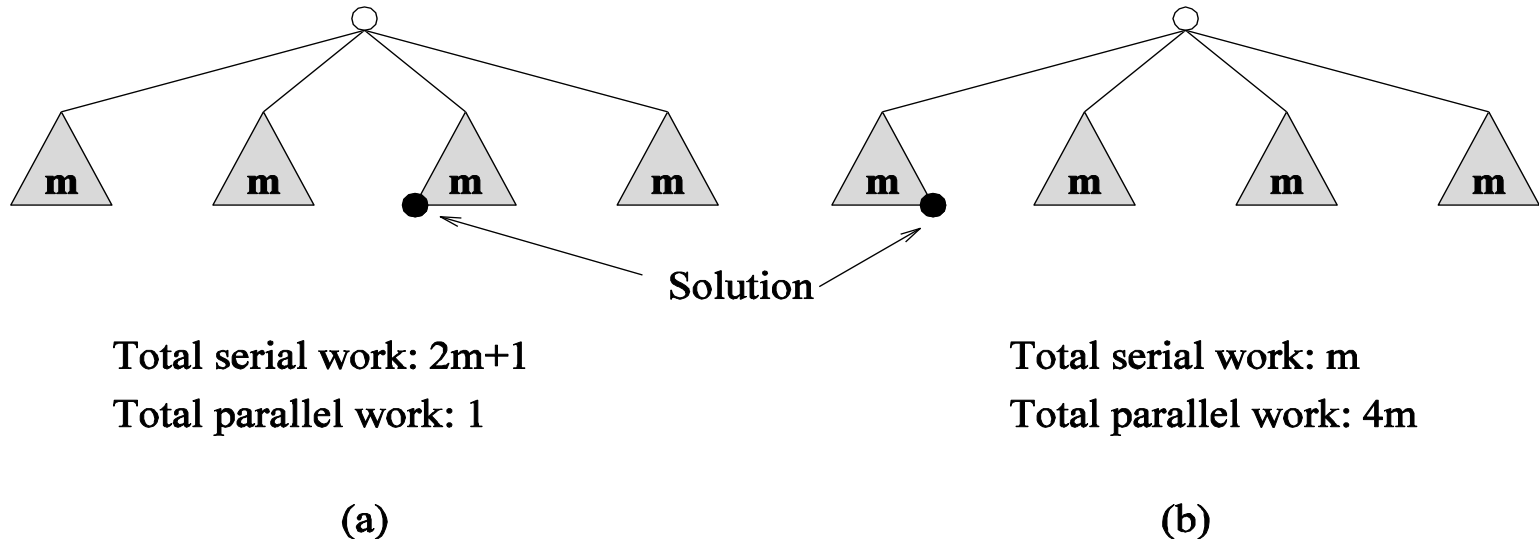 m m m m m m m m
Solution
Total serial work: 2m+1 Total serial work: m
Total parallel work: 1 Total parallel work: 4m
(a) (b)